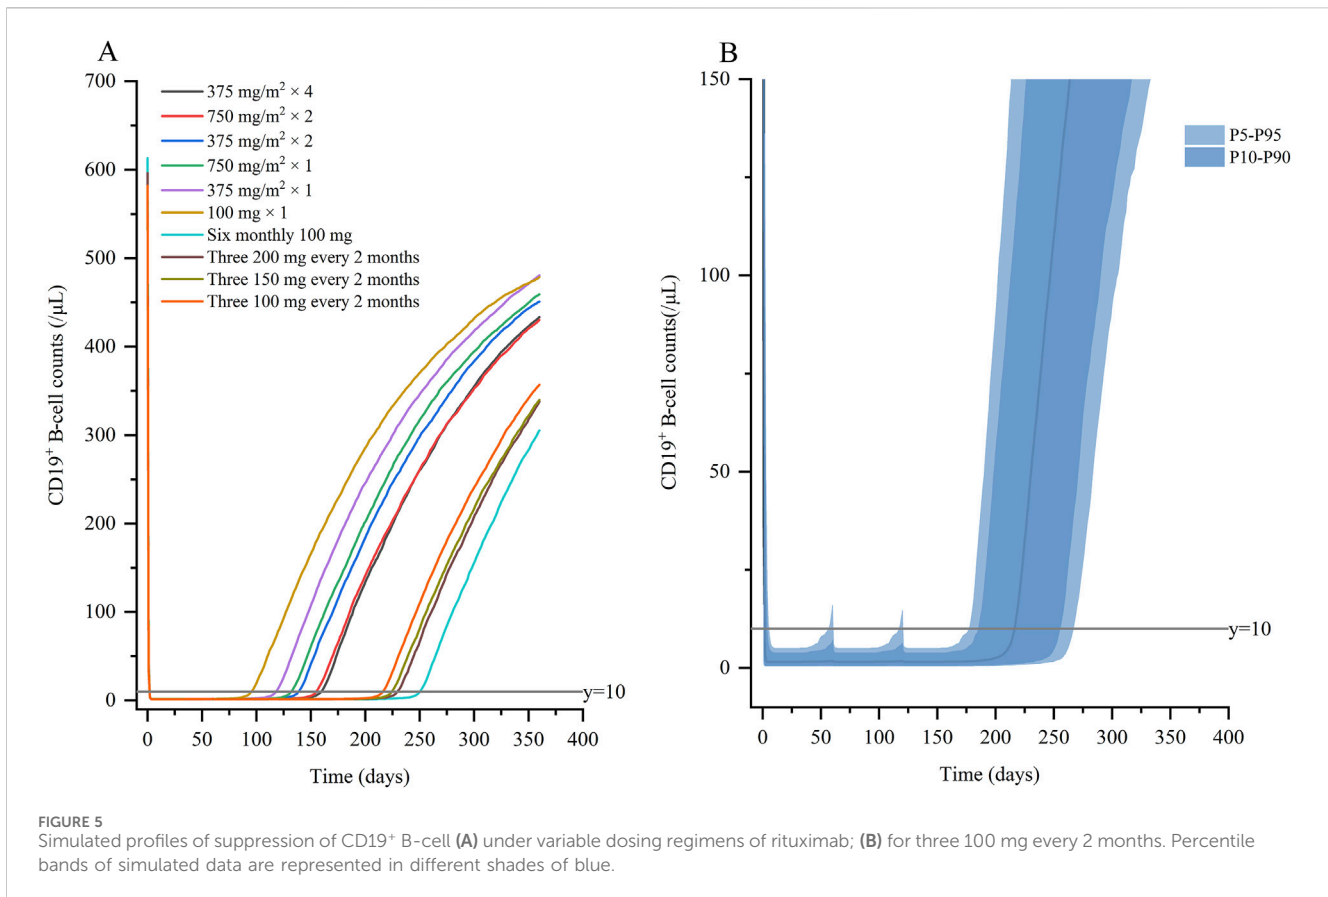 A
700
600
500
400
300
200
100
0
CD19⁺ B-cell counts (/μL)
375 mg/m² × 4
750 mg/m² × 2
375 mg/m² × 2
750 mg/m² × 1
375 mg/m² × 1
100 mg × 1
Six monthly 100 mg
Three 200 mg every 2 months
Three 150 mg every 2 months
Three 100 mg every 2 months
y=10
0 50 100 150 200 250 300 350 400
Time (days)
B
150
100
50
0
CD19⁺ B-cell counts(/μL)
P5-P95
P10-P90
y=10
0 50 100 150 200 250 300 350 400
Time (days)
FIGURE 5
Simulated profiles of suppression of CD19⁺ B-cell (A) under variable dosing regimens of rituximab; (B) for three 100 mg every 2 months. Percentile
bands of simulated data are represented in different shades of blue.